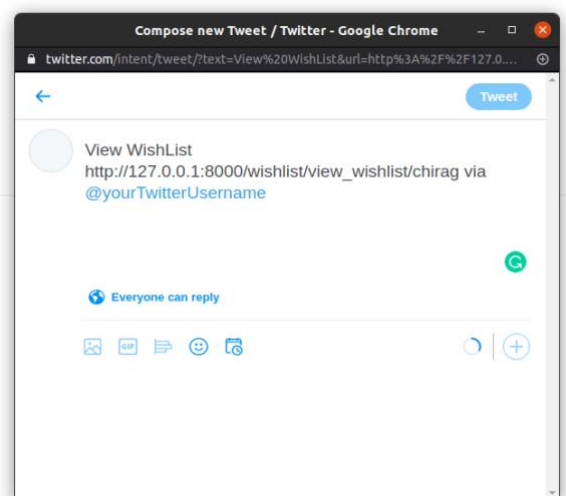 Compose new Tweet / Twitter - Google Chrome
twitter.com/intent/tweet/?text=View%20WishList&url=http%3A%2F%2F127.0....
Tweet
View WishList
http://127.0.0.1:8000/wishlist/view_wishlist/chirag via
@yourTwitterUsername
Everyone can reply
GIF